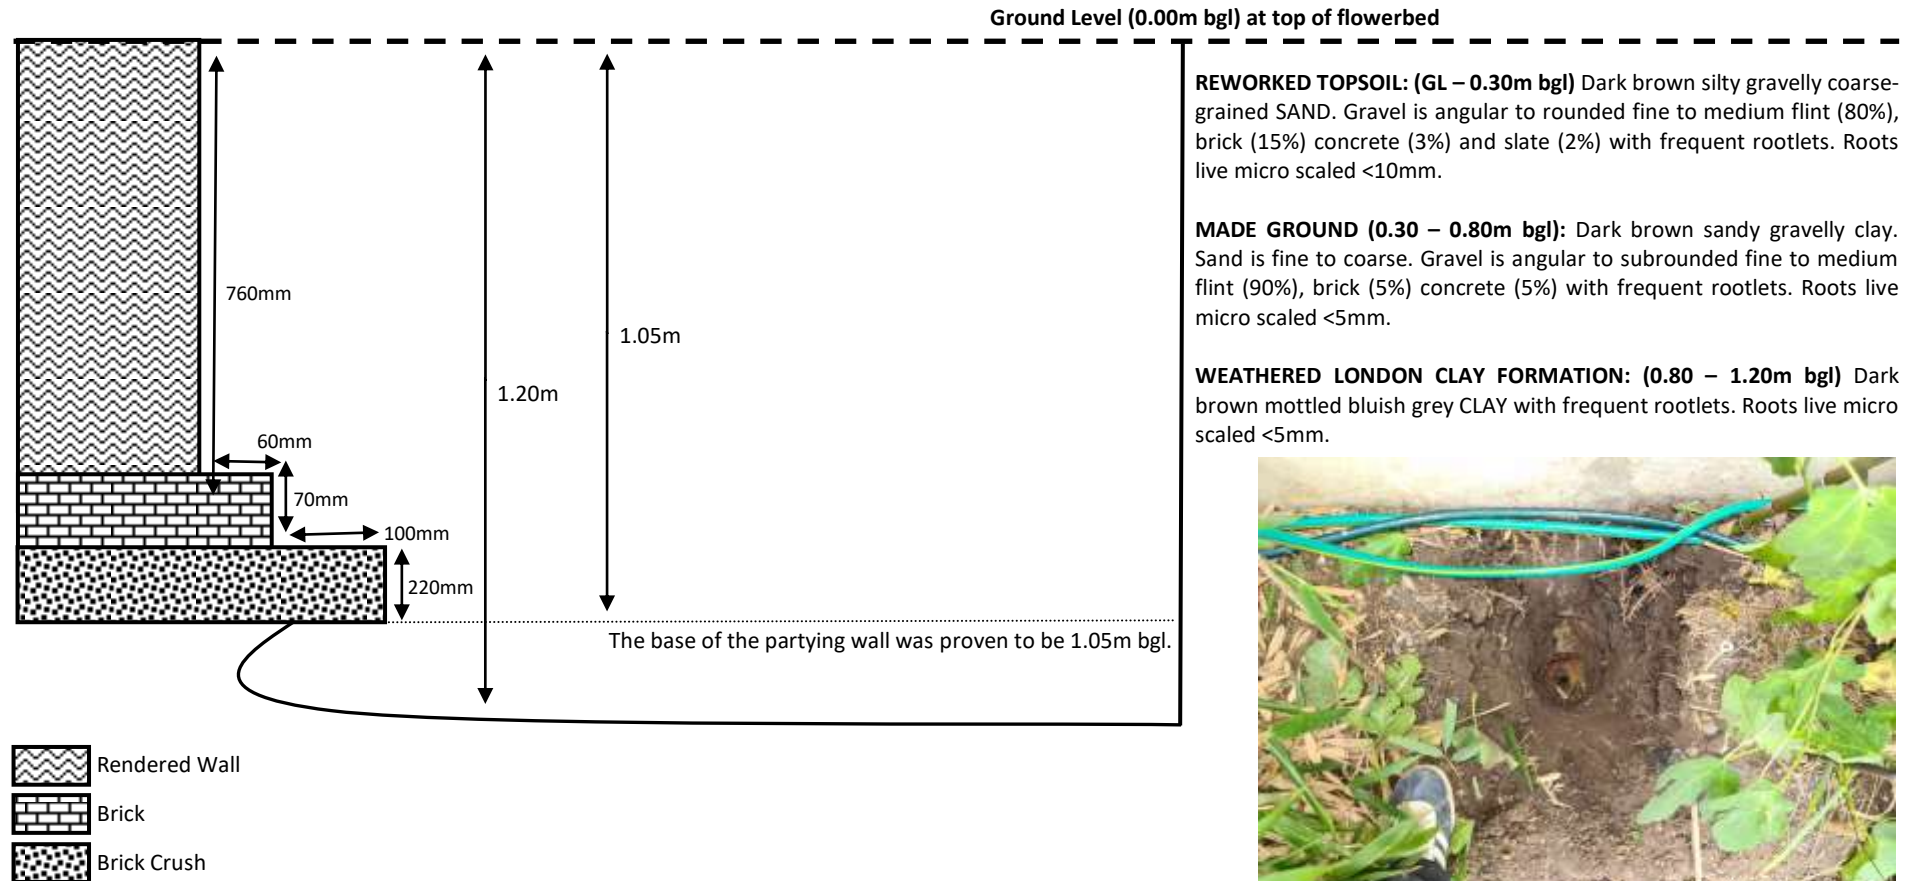 Ground Level (0.00m bgl) at top of flowerbed
REWORKED TOPSOIL: (GL – 0.30m bgl) Dark brown silty gravelly coarse-
grained SAND. Gravel is angular to rounded fine to medium flint (80%),
brick (15%) concrete (3%) and slate (2%) with frequent rootlets. Roots
live micro scaled <10mm.
MADE GROUND (0.30 – 0.80m bgl): Dark brown sandy gravelly clay.
Sand is fine to coarse. Gravel is angular to subrounded fine to medium
flint (90%), brick (5%) concrete (5%) with frequent rootlets. Roots live
micro scaled <5mm.
WEATHERED LONDON CLAY FORMATION: (0.80 – 1.20m bgl) Dark
brown mottled bluish grey CLAY with frequent rootlets. Roots live micro
scaled <5mm.
760mm
1.05m
1.20m
60mm
70mm
100mm
220mm
The base of the partying wall was proven to be 1.05m bgl.
Rendered Wall
Brick
Brick Crush